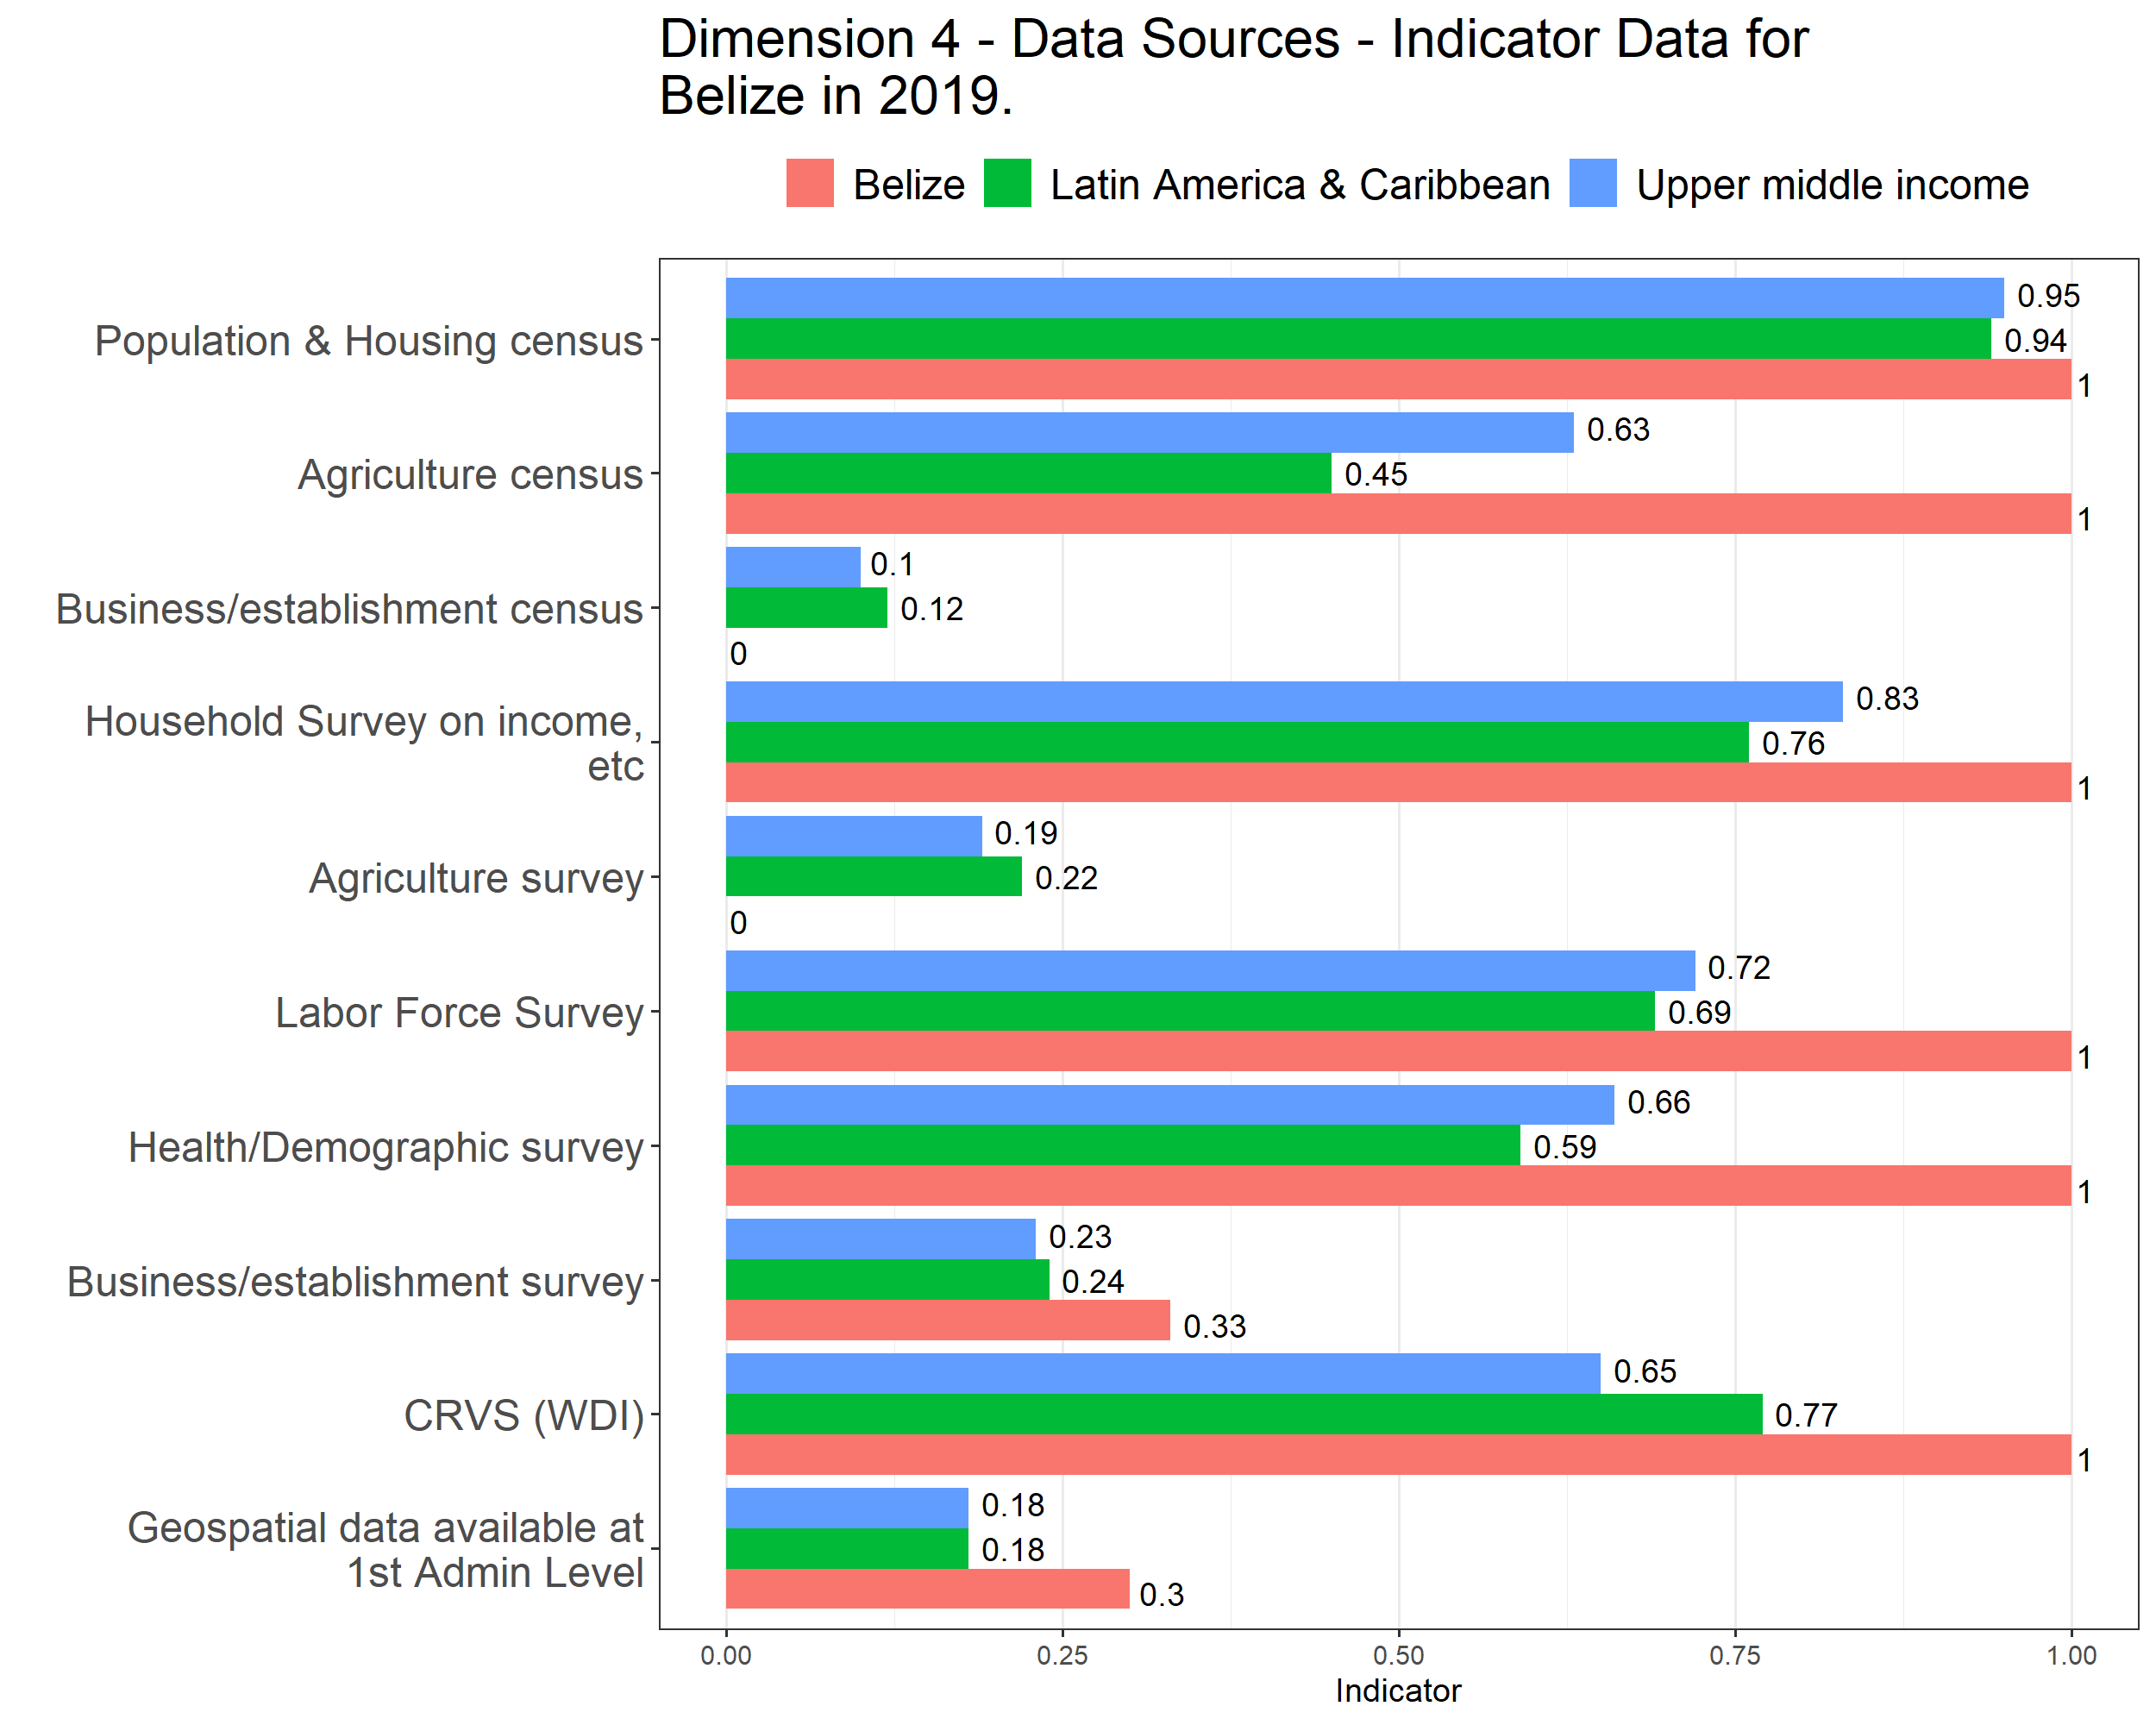 Dimension 4 - Data Sources - Indicator Data for
Belize in 2019.
Belize
Latin America & Caribbean
Upper middle income
Population & Housing census
0.95
0.94
1
Agriculture census
0.63
0.45
1
Business/establishment census
0.1
0.12
0
Household Survey on income,
etc
0.83
0.76
1
Agriculture survey
0.19
0.22
0
Labor Force Survey
0.72
0.69
1
Health/Demographic survey
0.66
0.59
1
Business/establishment survey
0.23
0.24
0.33
CRVS (WDI)
0.65
0.77
1
Geospatial data available at
1st Admin Level
0.18
0.18
0.3
0.00
0.25
0.50
0.75
1.00
Indicator